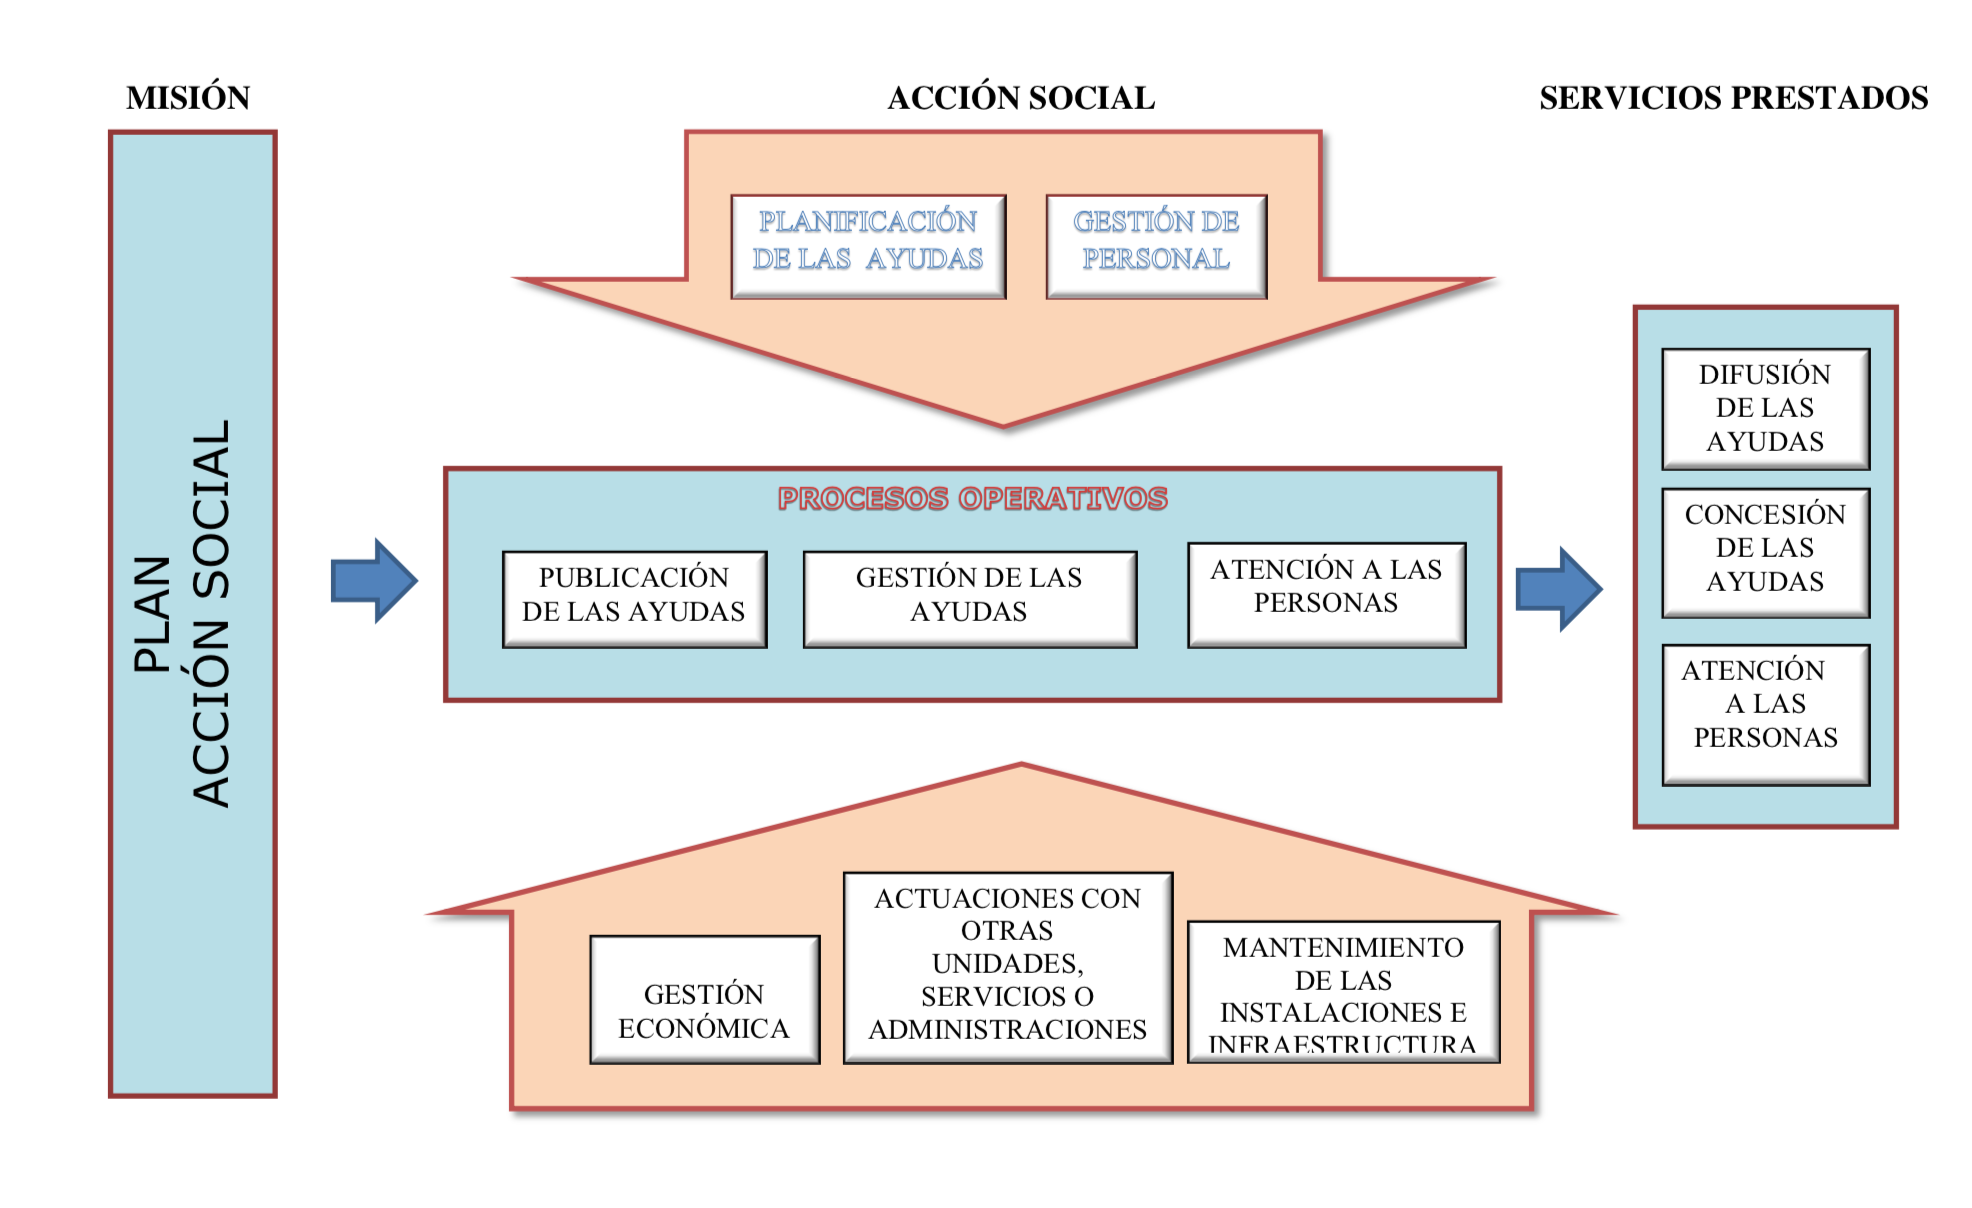 MISIÓN
ACCIÓN SOCIAL
SERVICIOS PRESTADOS
PLAN
ACCIÓN SOCIAL
PLANIFICACIÓN
DE LAS AYUDAS
GESTIÓN DE
PERSONAL
PROCESOS OPERATIVOS
PUBLICACIÓN
DE LAS AYUDAS
GESTIÓN DE LAS
AYUDAS
ATENCIÓN A LAS
PERSONAS
DIFUSIÓN
DE LAS
AYUDAS
CONCESIÓN
DE LAS
AYUDAS
ATENCIÓN
A LAS
PERSONAS
GESTIÓN
ECONÓMICA
ACTUACIONES CON
OTRAS
UNIDADES,
SERVICIOS O
ADMINISTRACIONES
MANTENIMIENTO
DE LAS
INSTALACIONES E
INFRAESTRUCTURA